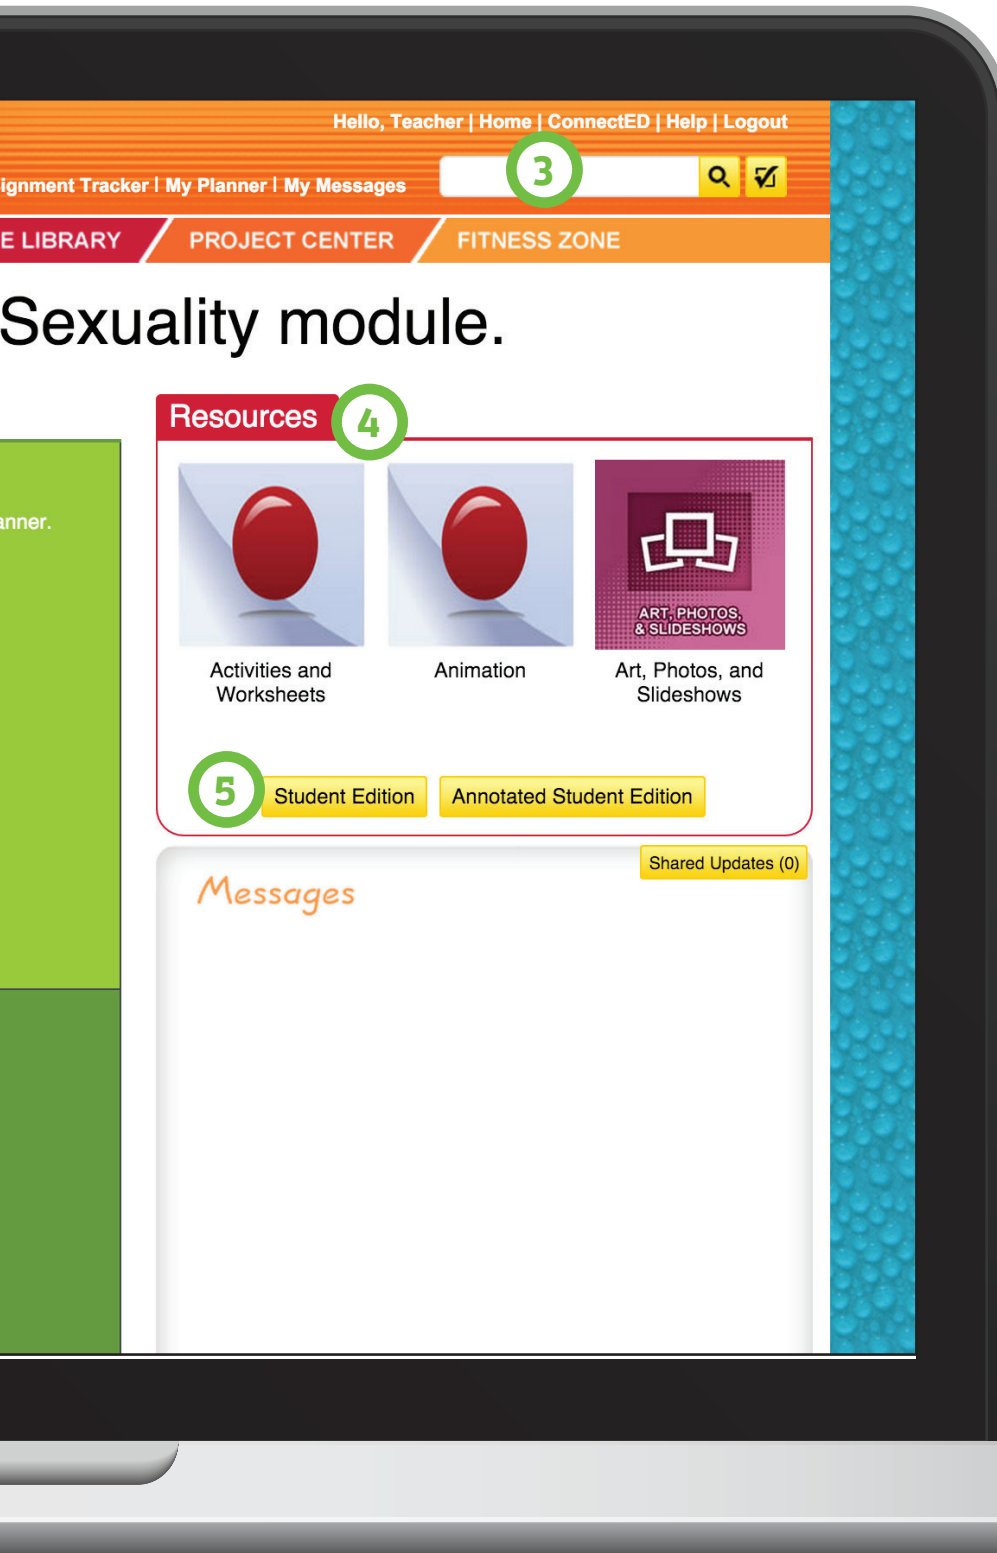 Hello, Teacher | Home | ConnectED | Help | Logout
ignment Tracker | My Planner | My Messages
3
E LIBRARY
PROJECT CENTER
FITNESS ZONE
Sexuality module.
Resources
4
anner.
ART, PHOTOS,
& SLIDESHOWS
Activities and
Worksheets
Animation
Art, Photos, and
Slideshows
5
Student Edition
Annotated Student Edition
Shared Updates (0)
Messages